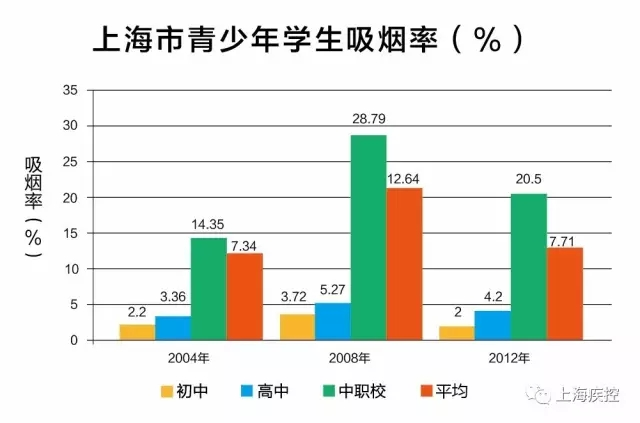 上海市青少年学生吸烟率（%）
吸烟率(%)
35
30
25
20
15
10
5
0
2.2
3.36
14.35
7.34
3.72
5.27
28.79
12.64
2
4.2
20.5
7.71
2004年
2008年
2012年
初中
高中
中职校
平均
上海疾控